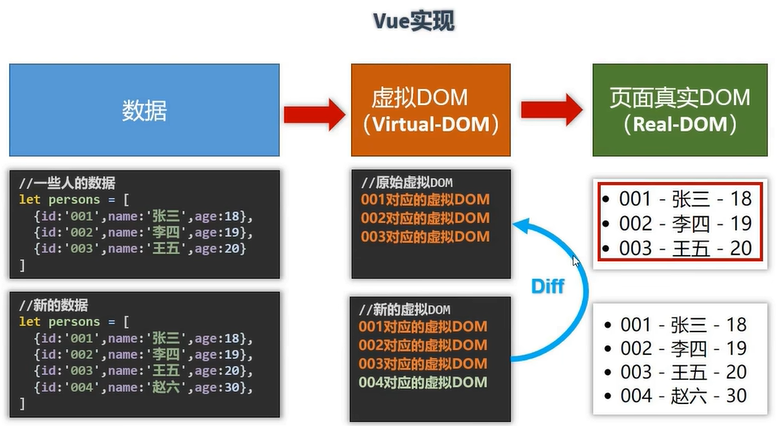 Vue实现
数据
虚拟DOM
（Virtual-DOM）
页面真实DOM
（Real-DOM）
//一些人的数据
let persons = [
{id:'001',name:'张三',age:18},
{id:'002',name:'李四',age:19},
{id:'003',name:'王五',age:20}
]
//原始虚拟DOM
001对应的虚拟DOM
002对应的虚拟DOM
003对应的虚拟DOM
• 001 - 张三 - 18
• 002 - 李四 - 19
• 003 - 王五 - 20
Diff
//新的数据
let persons = [
{id:'001',name:'张三',age:18},
{id:'002',name:'李四',age:19},
{id:'003',name:'王五',age:20},
{id:'004',name:'赵六',age:30},
]
//新的虚拟DOM
001对应的虚拟DOM
002对应的虚拟DOM
003对应的虚拟DOM
004对应的虚拟DOM
• 001 - 张三 - 18
• 002 - 李四 - 19
• 003 - 王五 - 20
• 004 - 赵六 - 30